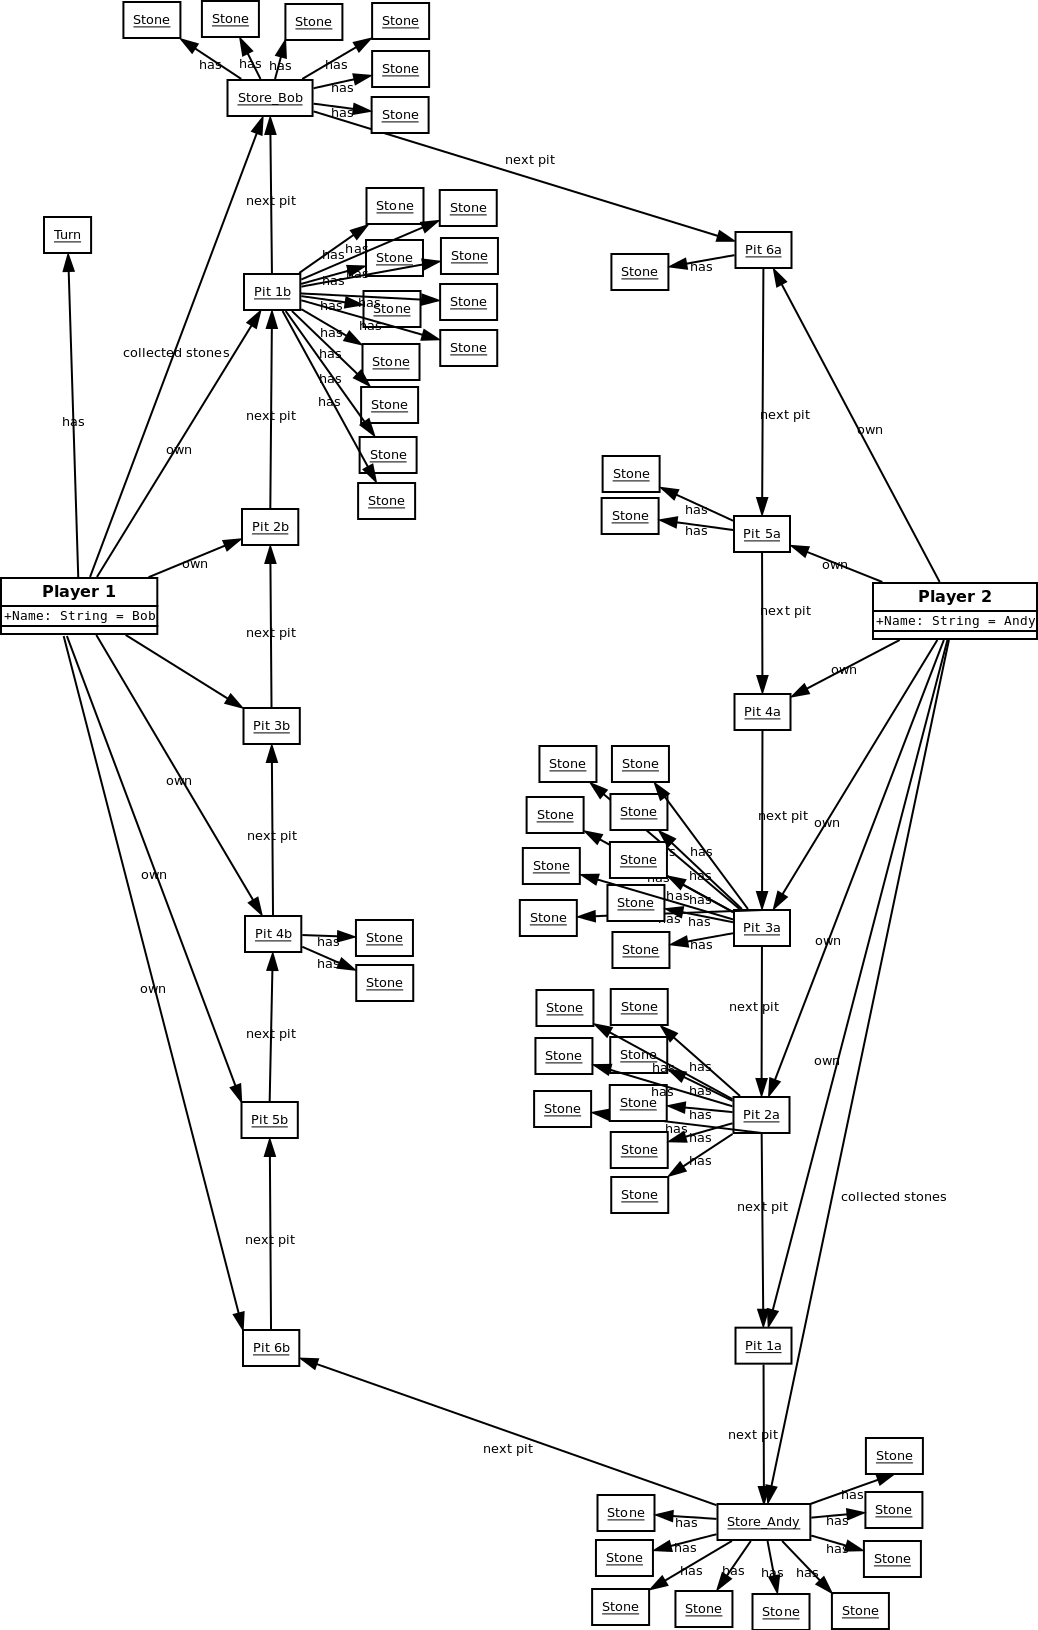 Stone
Stone
Stone
Stone
has
has
has
has
Stone
has
Store_Bob
Stone
has
next pit
next pit
Stone
Stone
Turn
Pit 6a
has
has
Stone
Stone
Stone
has
has
has
Pit 1b
Stone
has
has
Stone
has
has
Stone
collected stones
has
Stone
has
Stone
has
next pit
next pit
own
own
Stone
Stone
Stone
Stone
has
Stone
has
Pit 2b
Pit 5a
own
own
Player 1
Player 2
+Name: String = Bob
+Name: String = Andy
next pit
next pit
own
Pit 4a
Pit 3b
Stone
Stone
own
next pit
own
next pit
Stone
Stone
has
Stone
Stone
own
has
has
has
has
Stone
has
Stone
has
Pit 4b
Pit 3a
Stone
has
Stone
has
own
has
Stone
own
Stone
next pit
next pit
Stone
Stone
Stone
Stone
own
has
has
has
has
Stone
Stone
Pit 5b
Pit 2a
has
has
has
Stone
has
Stone
collected stones
next pit
next pit
Pit 6b
Pit 1a
next pit
next pit
Stone
has
Stone
Stone
Store_Andy
has
has
has
has
Stone
Stone
has
has
has
has
Stone
Stone
Stone
Stone